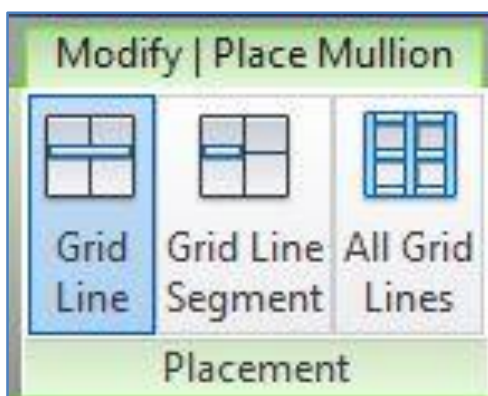 Modify | Place Mullion
Grid Line
Grid Line Segment
All Grid Lines
Placement